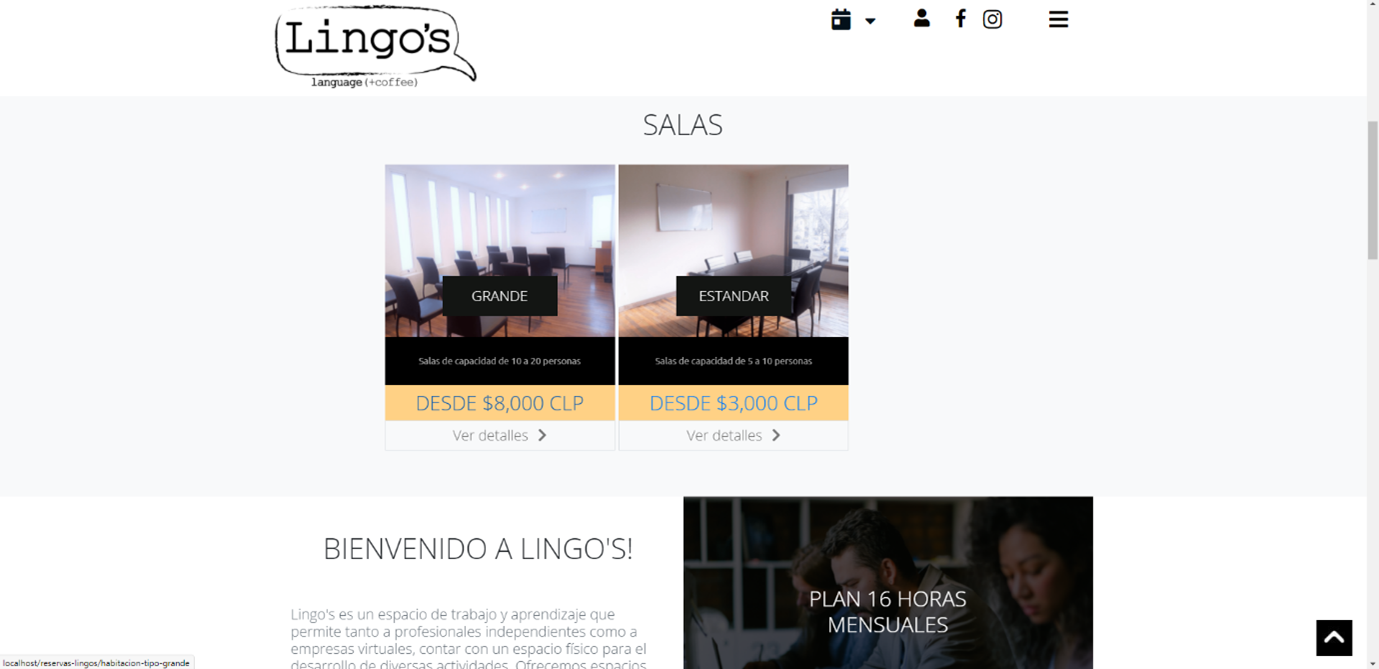 Lingo's
language(+coffee)
SALAS
GRANDE
Salas de capacidad de 10 a 20 personas
DESDE $8,000 CLP
Ver detalles
ESTANDAR
Salas de capacidad de 5 a 10 personas
DESDE $3,000 CLP
Ver detalles
BIENVENIDO A LINGO'S!
Lingo's es un espacio de trabajo y aprendizaje que
permite tanto a profesionales independientes como a
empresas virtuales, contar con un espacio físico para el
desarrollo de diversas actividades. Ofrecemos espacios
PLAN 16 HORAS
MENSUALES
localhost/reservas-lingos/habitacion-tipo-grande